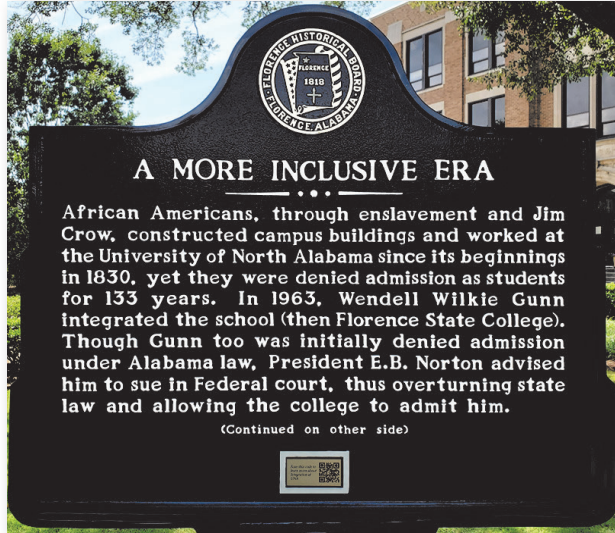 FLORENCE HISTORICAL BOARD
FLORENCE
1818
FLORENCE, ALABAMA
A MORE INCLUSIVE ERA
African Americans, through enslavement and Jim
Crow, constructed campus buildings and worked at
the University of North Alabama since its beginnings
in 1830, yet they were denied admission as students
for 133 years. In 1963, Wendell Wilkie Gunn
integrated the school (then Florence State College).
Though Gunn too was initially denied admission
under Alabama law, President E.B. Norton advised
him to sue in Federal court, thus overturning state
law and allowing the college to admit him.
(Continued on other side)